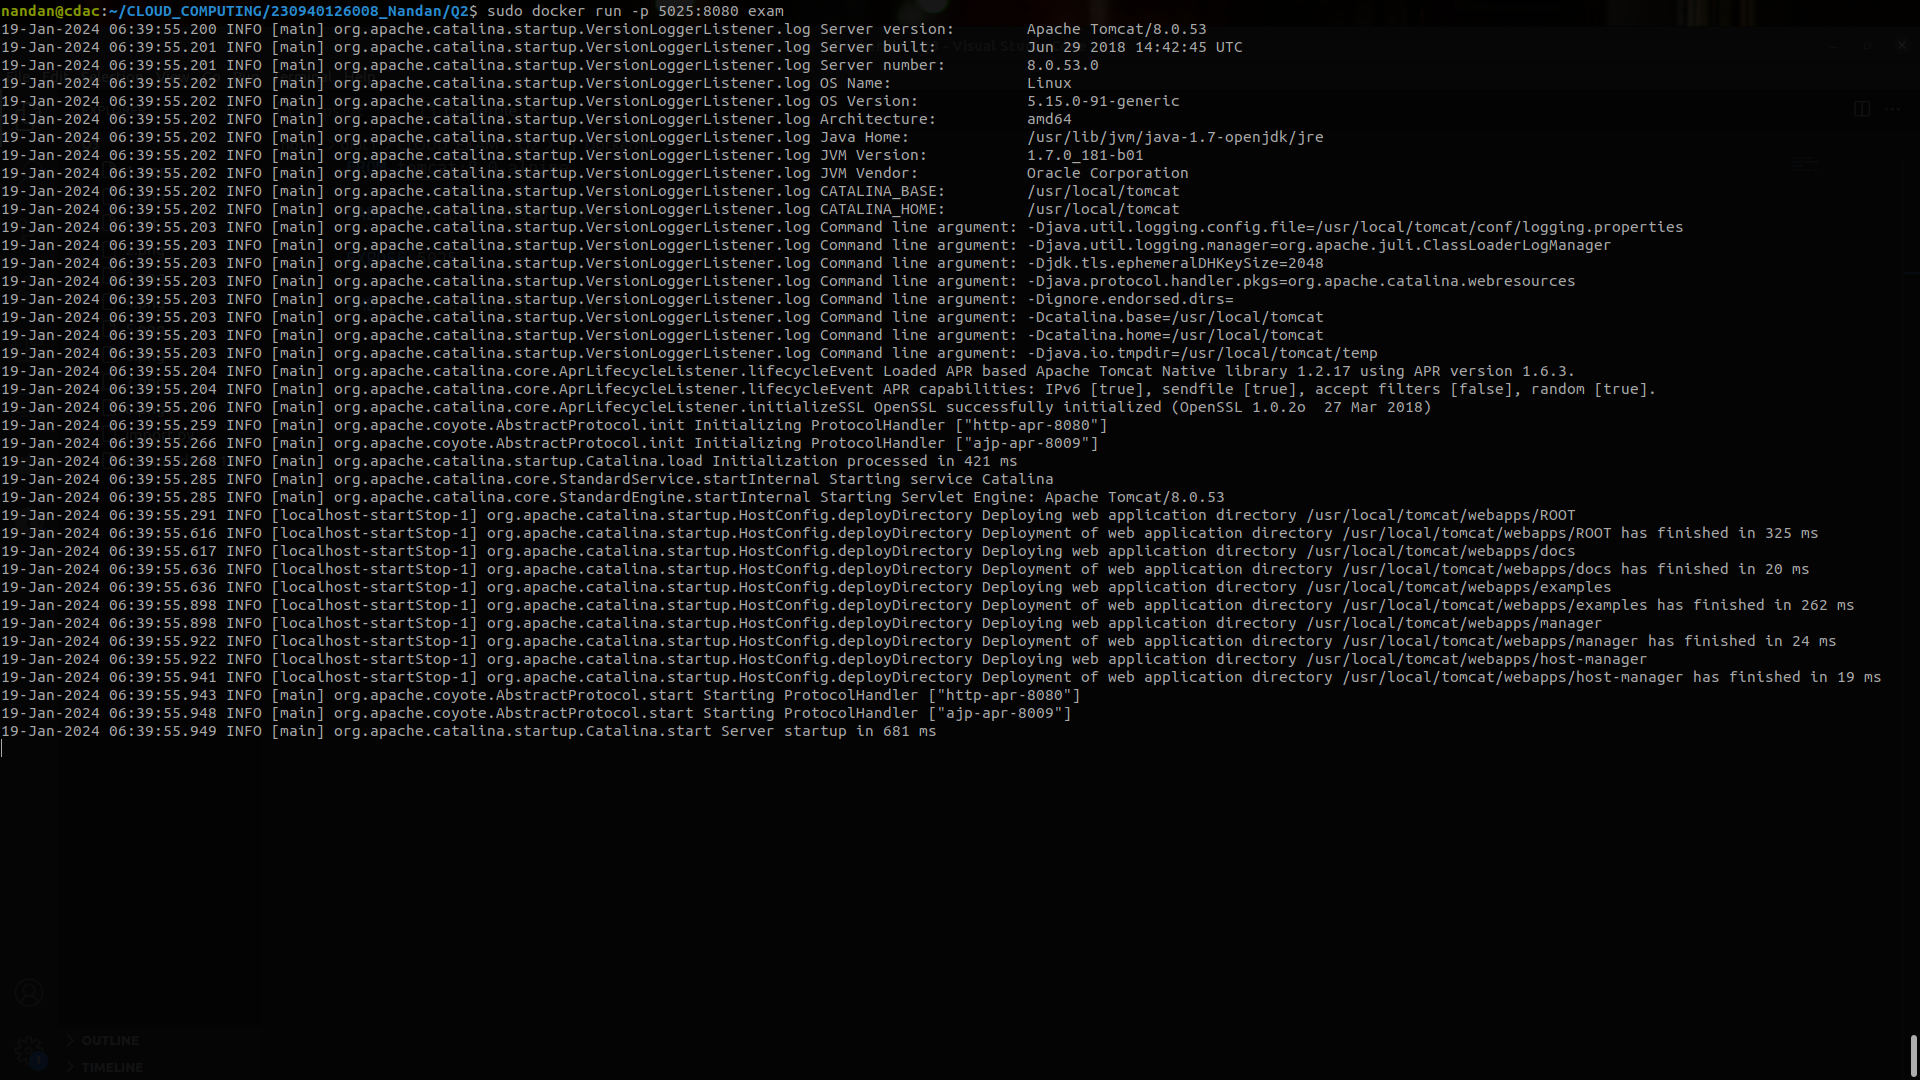 nandan@cdac:~/CLOUD_COMPUTING/230940126008_Nandan/Q2$ sudo docker run -p 5025:8080 exam
19-Jan-2024 06:39:55.200 INFO [main] org.apache.catalina.startup.VersionLoggerListener.log Server version:        Apache Tomcat/8.0.53
19-Jan-2024 06:39:55.201 INFO [main] org.apache.catalina.startup.VersionLoggerListener.log Server built:          Jun 29 2018 14:42:45 UTC
19-Jan-2024 06:39:55.201 INFO [main] org.apache.catalina.startup.VersionLoggerListener.log Server number:         8.0.53.0
19-Jan-2024 06:39:55.202 INFO [main] org.apache.catalina.startup.VersionLoggerListener.log OS Name:               Linux
19-Jan-2024 06:39:55.202 INFO [main] org.apache.catalina.startup.VersionLoggerListener.log OS Version:            5.15.0-91-generic
19-Jan-2024 06:39:55.202 INFO [main] org.apache.catalina.startup.VersionLoggerListener.log Architecture:          amd64
19-Jan-2024 06:39:55.202 INFO [main] org.apache.catalina.startup.VersionLoggerListener.log Java Home:             /usr/lib/jvm/java-1.7-openjdk/jre
19-Jan-2024 06:39:55.202 INFO [main] org.apache.catalina.startup.VersionLoggerListener.log JVM Version:           1.7.0_181-b01
19-Jan-2024 06:39:55.202 INFO [main] org.apache.catalina.startup.VersionLoggerListener.log JVM Vendor:            Oracle Corporation
19-Jan-2024 06:39:55.202 INFO [main] org.apache.catalina.startup.VersionLoggerListener.log CATALINA_BASE:         /usr/local/tomcat
19-Jan-2024 06:39:55.202 INFO [main] org.apache.catalina.startup.VersionLoggerListener.log CATALINA_HOME:         /usr/local/tomcat
19-Jan-2024 06:39:55.203 INFO [main] org.apache.catalina.startup.VersionLoggerListener.log Command line argument: -Djava.util.logging.config.file=/usr/local/tomcat/conf/logging.properties
19-Jan-2024 06:39:55.203 INFO [main] org.apache.catalina.startup.VersionLoggerListener.log Command line argument: -Djava.util.logging.manager=org.apache.juli.ClassLoaderLogManager
19-Jan-2024 06:39:55.203 INFO [main] org.apache.catalina.startup.VersionLoggerListener.log Command line argument: -Djdk.tls.ephemeralDHKeySize=2048
19-Jan-2024 06:39:55.203 INFO [main] org.apache.catalina.startup.VersionLoggerListener.log Command line argument: -Djava.protocol.handler.pkgs=org.apache.catalina.webresources
19-Jan-2024 06:39:55.203 INFO [main] org.apache.catalina.startup.VersionLoggerListener.log Command line argument: -Dignore.endorsed.dirs=
19-Jan-2024 06:39:55.203 INFO [main] org.apache.catalina.startup.VersionLoggerListener.log Command line argument: -Dcatalina.base=/usr/local/tomcat
19-Jan-2024 06:39:55.203 INFO [main] org.apache.catalina.startup.VersionLoggerListener.log Command line argument: -Dcatalina.home=/usr/local/tomcat
19-Jan-2024 06:39:55.203 INFO [main] org.apache.catalina.startup.VersionLoggerListener.log Command line argument: -Djava.io.tmpdir=/usr/local/tomcat/temp
19-Jan-2024 06:39:55.204 INFO [main] org.apache.catalina.core.AprLifecycleListener.lifecycleEvent Loaded APR based Apache Tomcat Native library 1.2.17 using APR version 1.6.3.
19-Jan-2024 06:39:55.204 INFO [main] org.apache.catalina.core.AprLifecycleListener.lifecycleEvent APR capabilities: IPv6 [true], sendfile [true], accept filters [false], random [true].
19-Jan-2024 06:39:55.206 INFO [main] org.apache.catalina.core.AprLifecycleListener.initializeSSL OpenSSL successfully initialized (OpenSSL 1.0.2o  27 Mar 2018)
19-Jan-2024 06:39:55.259 INFO [main] org.apache.coyote.AbstractProtocol.init Initializing ProtocolHandler ["http-apr-8080"]
19-Jan-2024 06:39:55.266 INFO [main] org.apache.coyote.AbstractProtocol.init Initializing ProtocolHandler ["ajp-apr-8009"]
19-Jan-2024 06:39:55.268 INFO [main] org.apache.catalina.startup.Catalina.load Initialization processed in 421 ms
19-Jan-2024 06:39:55.285 INFO [main] org.apache.catalina.core.StandardService.startInternal Starting service Catalina
19-Jan-2024 06:39:55.285 INFO [main] org.apache.catalina.core.StandardEngine.startInternal Starting Servlet Engine: Apache Tomcat/8.0.53
19-Jan-2024 06:39:55.291 INFO [localhost-startStop-1] org.apache.catalina.startup.HostConfig.deployDirectory Deploying web application directory /usr/local/tomcat/webapps/ROOT
19-Jan-2024 06:39:55.616 INFO [localhost-startStop-1] org.apache.catalina.startup.HostConfig.deployDirectory Deployment of web application directory /usr/local/tomcat/webapps/ROOT has finished in 325 ms
19-Jan-2024 06:39:55.617 INFO [localhost-startStop-1] org.apache.catalina.startup.HostConfig.deployDirectory Deploying web application directory /usr/local/tomcat/webapps/docs
19-Jan-2024 06:39:55.636 INFO [localhost-startStop-1] org.apache.catalina.startup.HostConfig.deployDirectory Deployment of web application directory /usr/local/tomcat/webapps/docs has finished in 20 ms
19-Jan-2024 06:39:55.636 INFO [localhost-startStop-1] org.apache.catalina.startup.HostConfig.deployDirectory Deploying web application directory /usr/local/tomcat/webapps/examples
19-Jan-2024 06:39:55.898 INFO [localhost-startStop-1] org.apache.catalina.startup.HostConfig.deployDirectory Deployment of web application directory /usr/local/tomcat/webapps/examples has finished in 262 ms
19-Jan-2024 06:39:55.898 INFO [localhost-startStop-1] org.apache.catalina.startup.HostConfig.deployDirectory Deploying web application directory /usr/local/tomcat/webapps/manager
19-Jan-2024 06:39:55.922 INFO [localhost-startStop-1] org.apache.catalina.startup.HostConfig.deployDirectory Deployment of web application directory /usr/local/tomcat/webapps/manager has finished in 24 ms
19-Jan-2024 06:39:55.922 INFO [localhost-startStop-1] org.apache.catalina.startup.HostConfig.deployDirectory Deploying web application directory /usr/local/tomcat/webapps/host-manager
19-Jan-2024 06:39:55.941 INFO [localhost-startStop-1] org.apache.catalina.startup.HostConfig.deployDirectory Deployment of web application directory /usr/local/tomcat/webapps/host-manager has finished in 19 ms
19-Jan-2024 06:39:55.943 INFO [main] org.apache.coyote.AbstractProtocol.start Starting ProtocolHandler ["http-apr-8080"]
19-Jan-2024 06:39:55.948 INFO [main] org.apache.coyote.AbstractProtocol.start Starting ProtocolHandler ["ajp-apr-8009"]
19-Jan-2024 06:39:55.949 INFO [main] org.apache.catalina.startup.Catalina.start Server startup in 681 ms
OUTLINE
TIMELINE